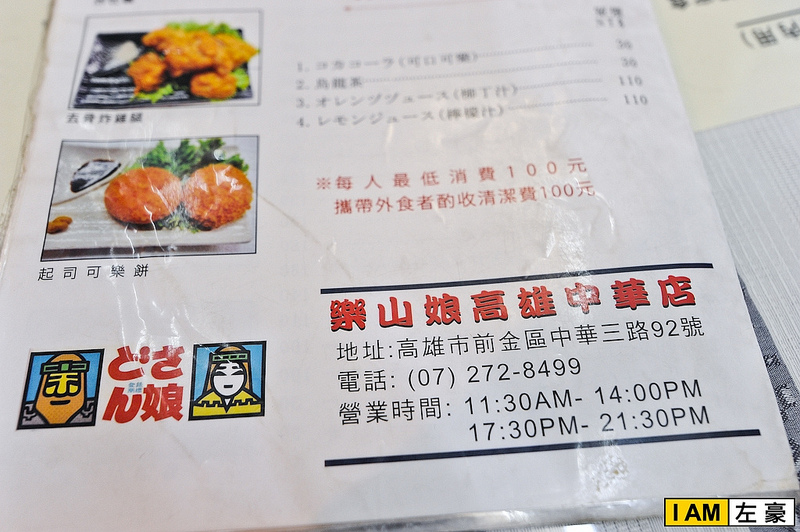 去骨炸雞腿
起司可樂餅
1. コカコーラ(可口可樂) 30
2. 烏龍茶 30
3. オレンヅヅュース(柳丁汁) 110
4. レモンジュース(檸檬汁) 110
※每人最低消費100元
攜帶外食者酌收清潔費100元
內用)
どさ
ん娘
樂山娘高雄中華店
地址:高雄市前金區中華三路92號
電話: (07) 272-8499
營業時間: 11:30AM- 14:00PM
17:30PM- 21:30PM
I AM 左豪